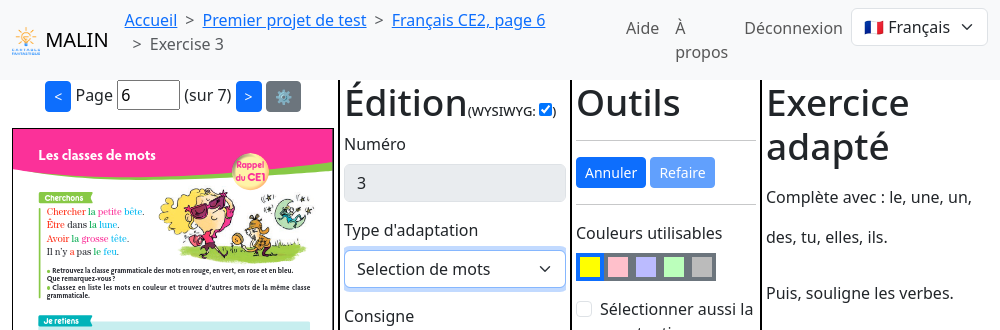 MALIN
Accueil > Premier projet de test > Français CE2, page 6
> Exercise 3
Aide
À propos
Déconnexion
Français
< Page 6 (sur 7) > 
Les classes de mots
Rappel
du CE1
Cherchons
Chercher la petite bête.
Être dans la lune.
Avoir la grosse tête.
Il n'y a pas le feu.
• Retrouvez la classe grammaticale des mots en rouge, en vert, en rose et en bleu.
Que remarquez-vous ?
• Classez en liste les mots en couleur et trouvez d'autres mots de la même classe
grammaticale.
Je retiens
Édition (WYSIWYG: )
Numéro
3
Type d'adaptation
Selection de mots
Consigne
Outils
Annuler Refaire
Couleurs utilisables
Sélectionner aussi la
Exercice
adapté
Complète avec : le, une, un,
des, tu, elles, ils.
Puis, souligne les verbes.